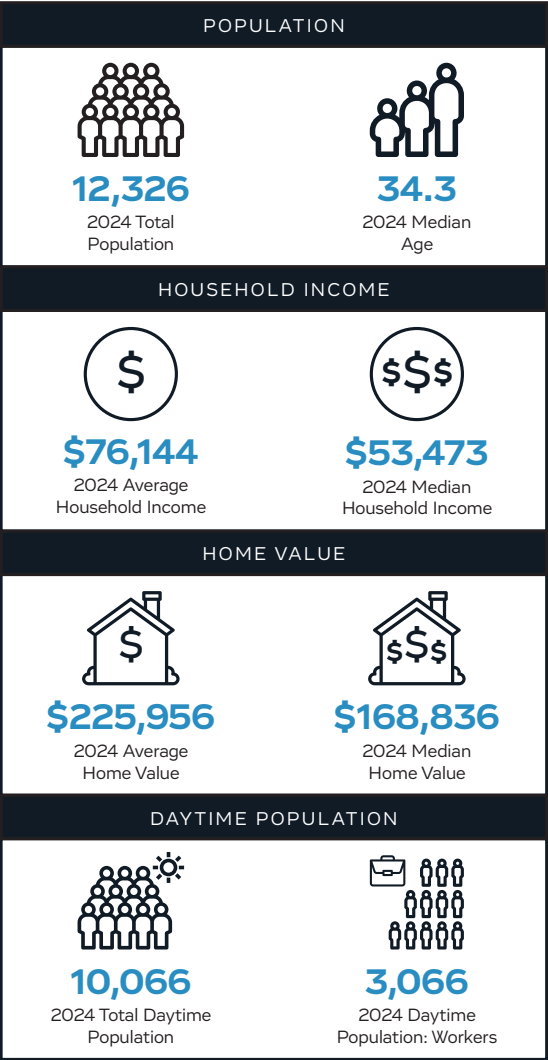 POPULATION
12,326
2024 Total
Population
34.3
2024 Median
Age
HOUSEHOLD INCOME
$
$76,144
2024 Average
Household Income
$$$
$53,473
2024 Median
Household Income
HOME VALUE
$
$225,956
2024 Average
Home Value
$$$
$168,836
2024 Median
Home Value
DAYTIME POPULATION
10,066
2024 Total Daytime
Population
3,066
2024 Daytime
Population: Workers